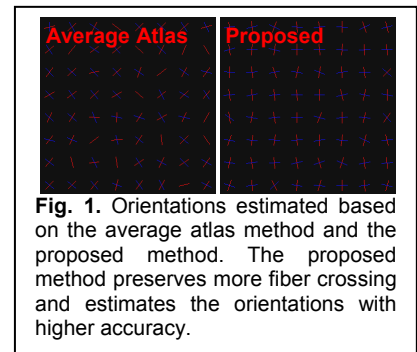 Average Atlas Proposed
Fig. 1. Orientations estimated based
on the average atlas method and the
proposed method. The proposed
method preserves more fiber crossing
and estimates the orientations with
higher accuracy.